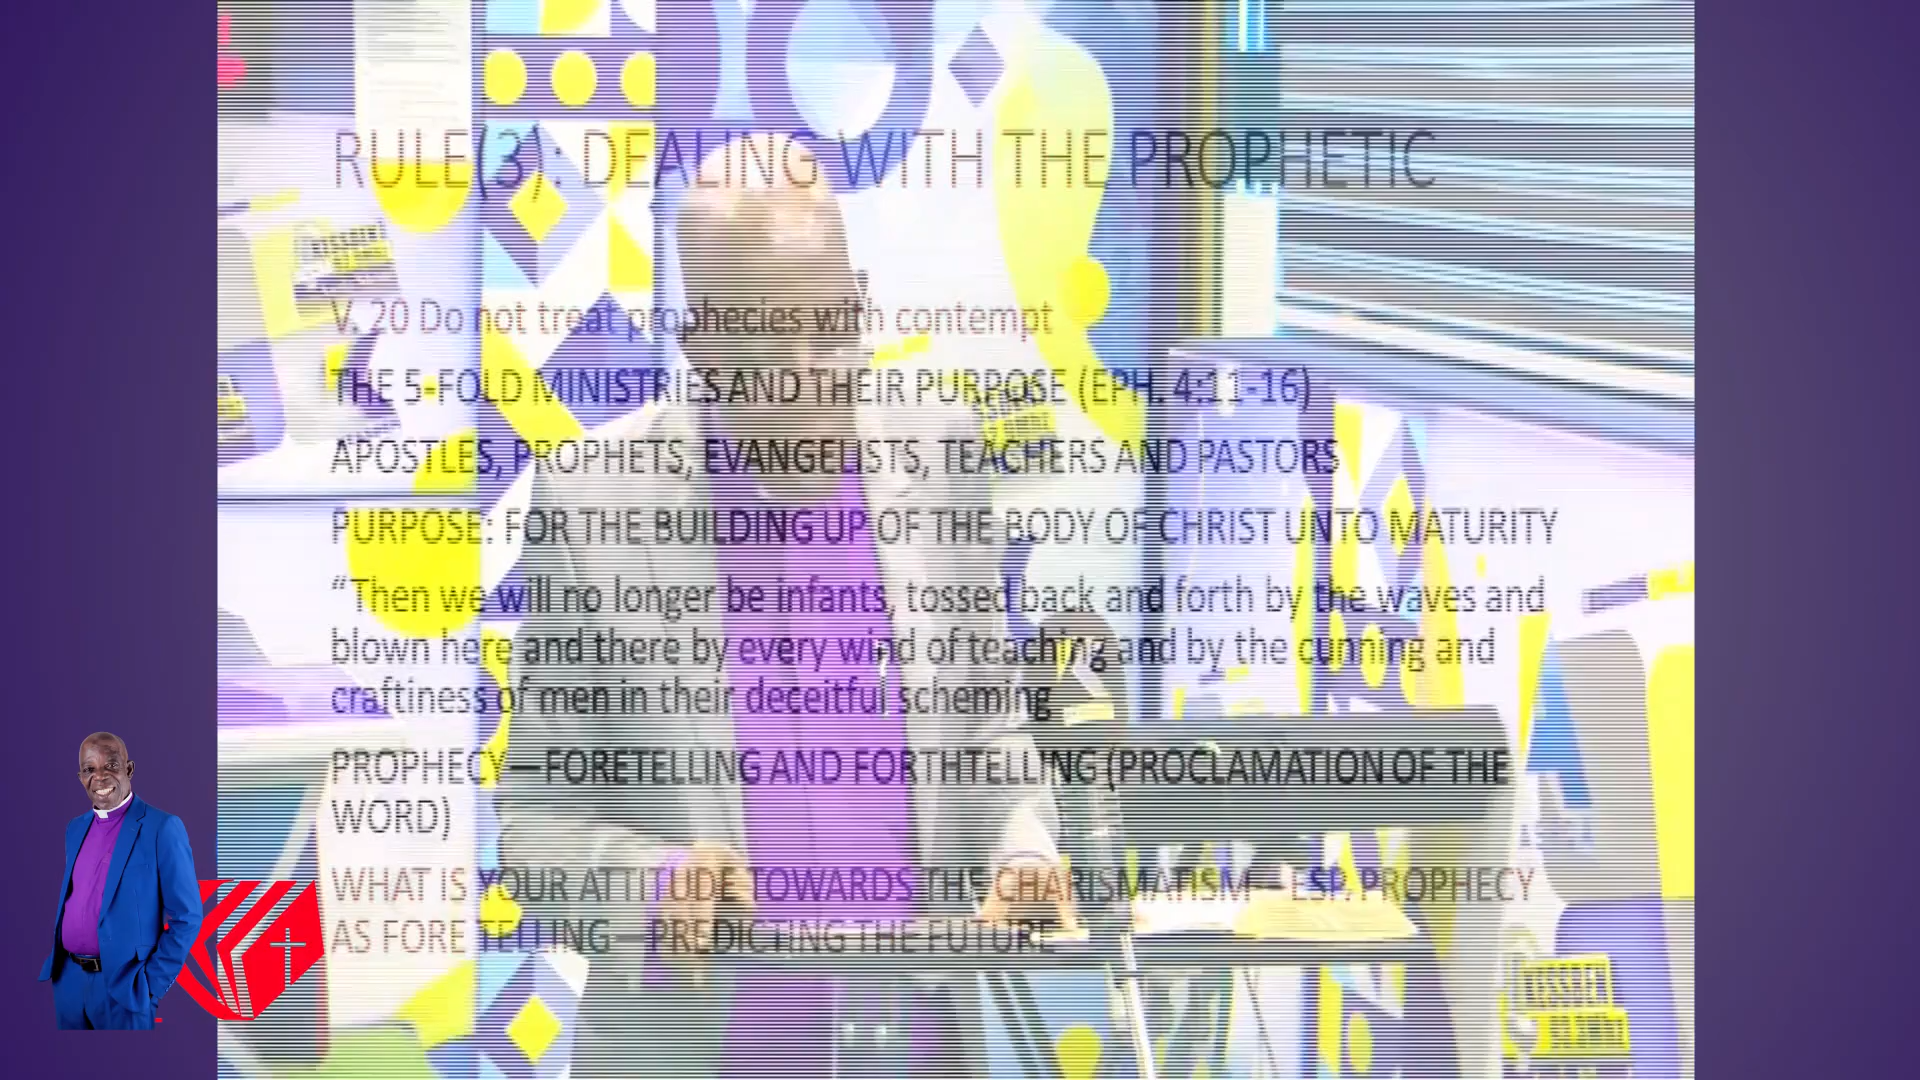 RULE(3): DEALING WITH THE PROPHETIC
V. 20 Do not treat prophecies with contempt
THE 5-FOLD MINISTRIES AND THEIR PURPOSE (EPH. 4:11-16)
APOSTLES, PROPHETS, EVANGELISTS, TEACHERS AND PASTORS
PURPOSE: FOR THE BUILDING UP OF THE BODY OF CHRIST UNTO MATURITY
“Then we will no longer be infants, tossed back and forth by the waves and
blown here and there by every wind of teaching and by the cunning and
craftiness of men in their deceitful scheming
PROPHECY—FORETELLING AND FORTHTELLING (PROCLAMATION OF THE
WORD)
WHAT IS YOUR ATTITUDE TOWARDS THE CHARISMATISM—ESP. PROPHECY
AS FORE TELLING—PREDICTING THE FUTURE